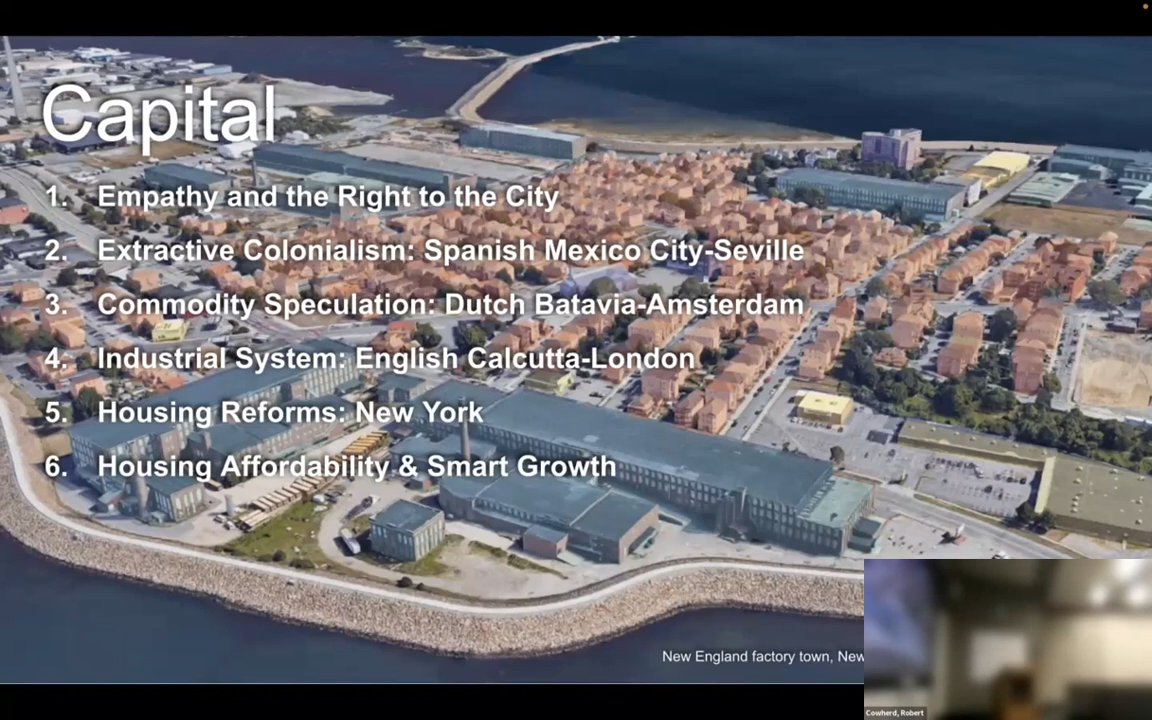 Capital
1. Empathy and the Right to the City
2. Extractive Colonialism: Spanish Mexico City-Seville
3. Commodity Speculation: Dutch Batavia-Amsterdam
4. Industrial System: English Calcutta-London
5. Housing Reforms: New York
6. Housing Affordability & Smart Growth
New England factory town, New
Cowherd, Robert